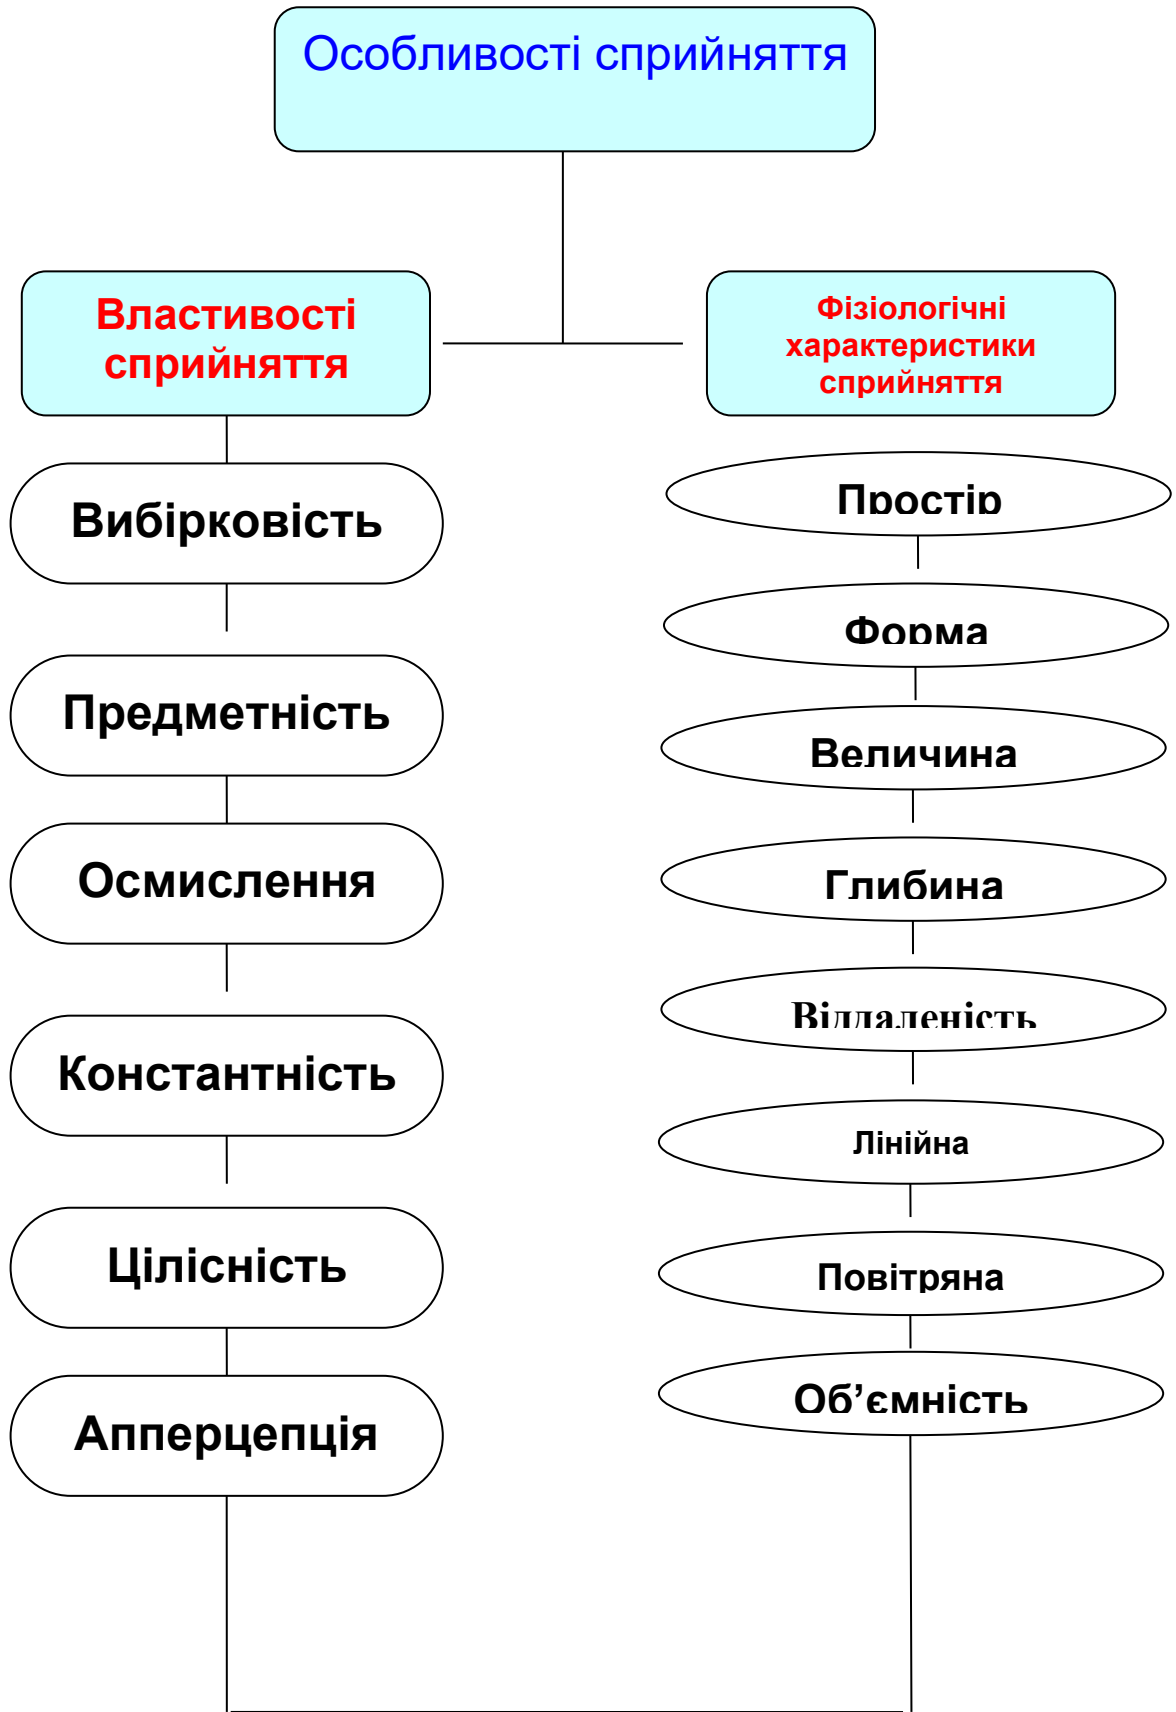 Особливості сприйняття
Властивості
сприйняття
Фізіологічні
характеристики
сприйняття
Вибірковість
Предметність
Осмислення
Константність
Цілісність
Апперцепція
Простір
Форма
Величина
Глибина
Віддаленість
Лінійна
Повітряна
Об’ємність